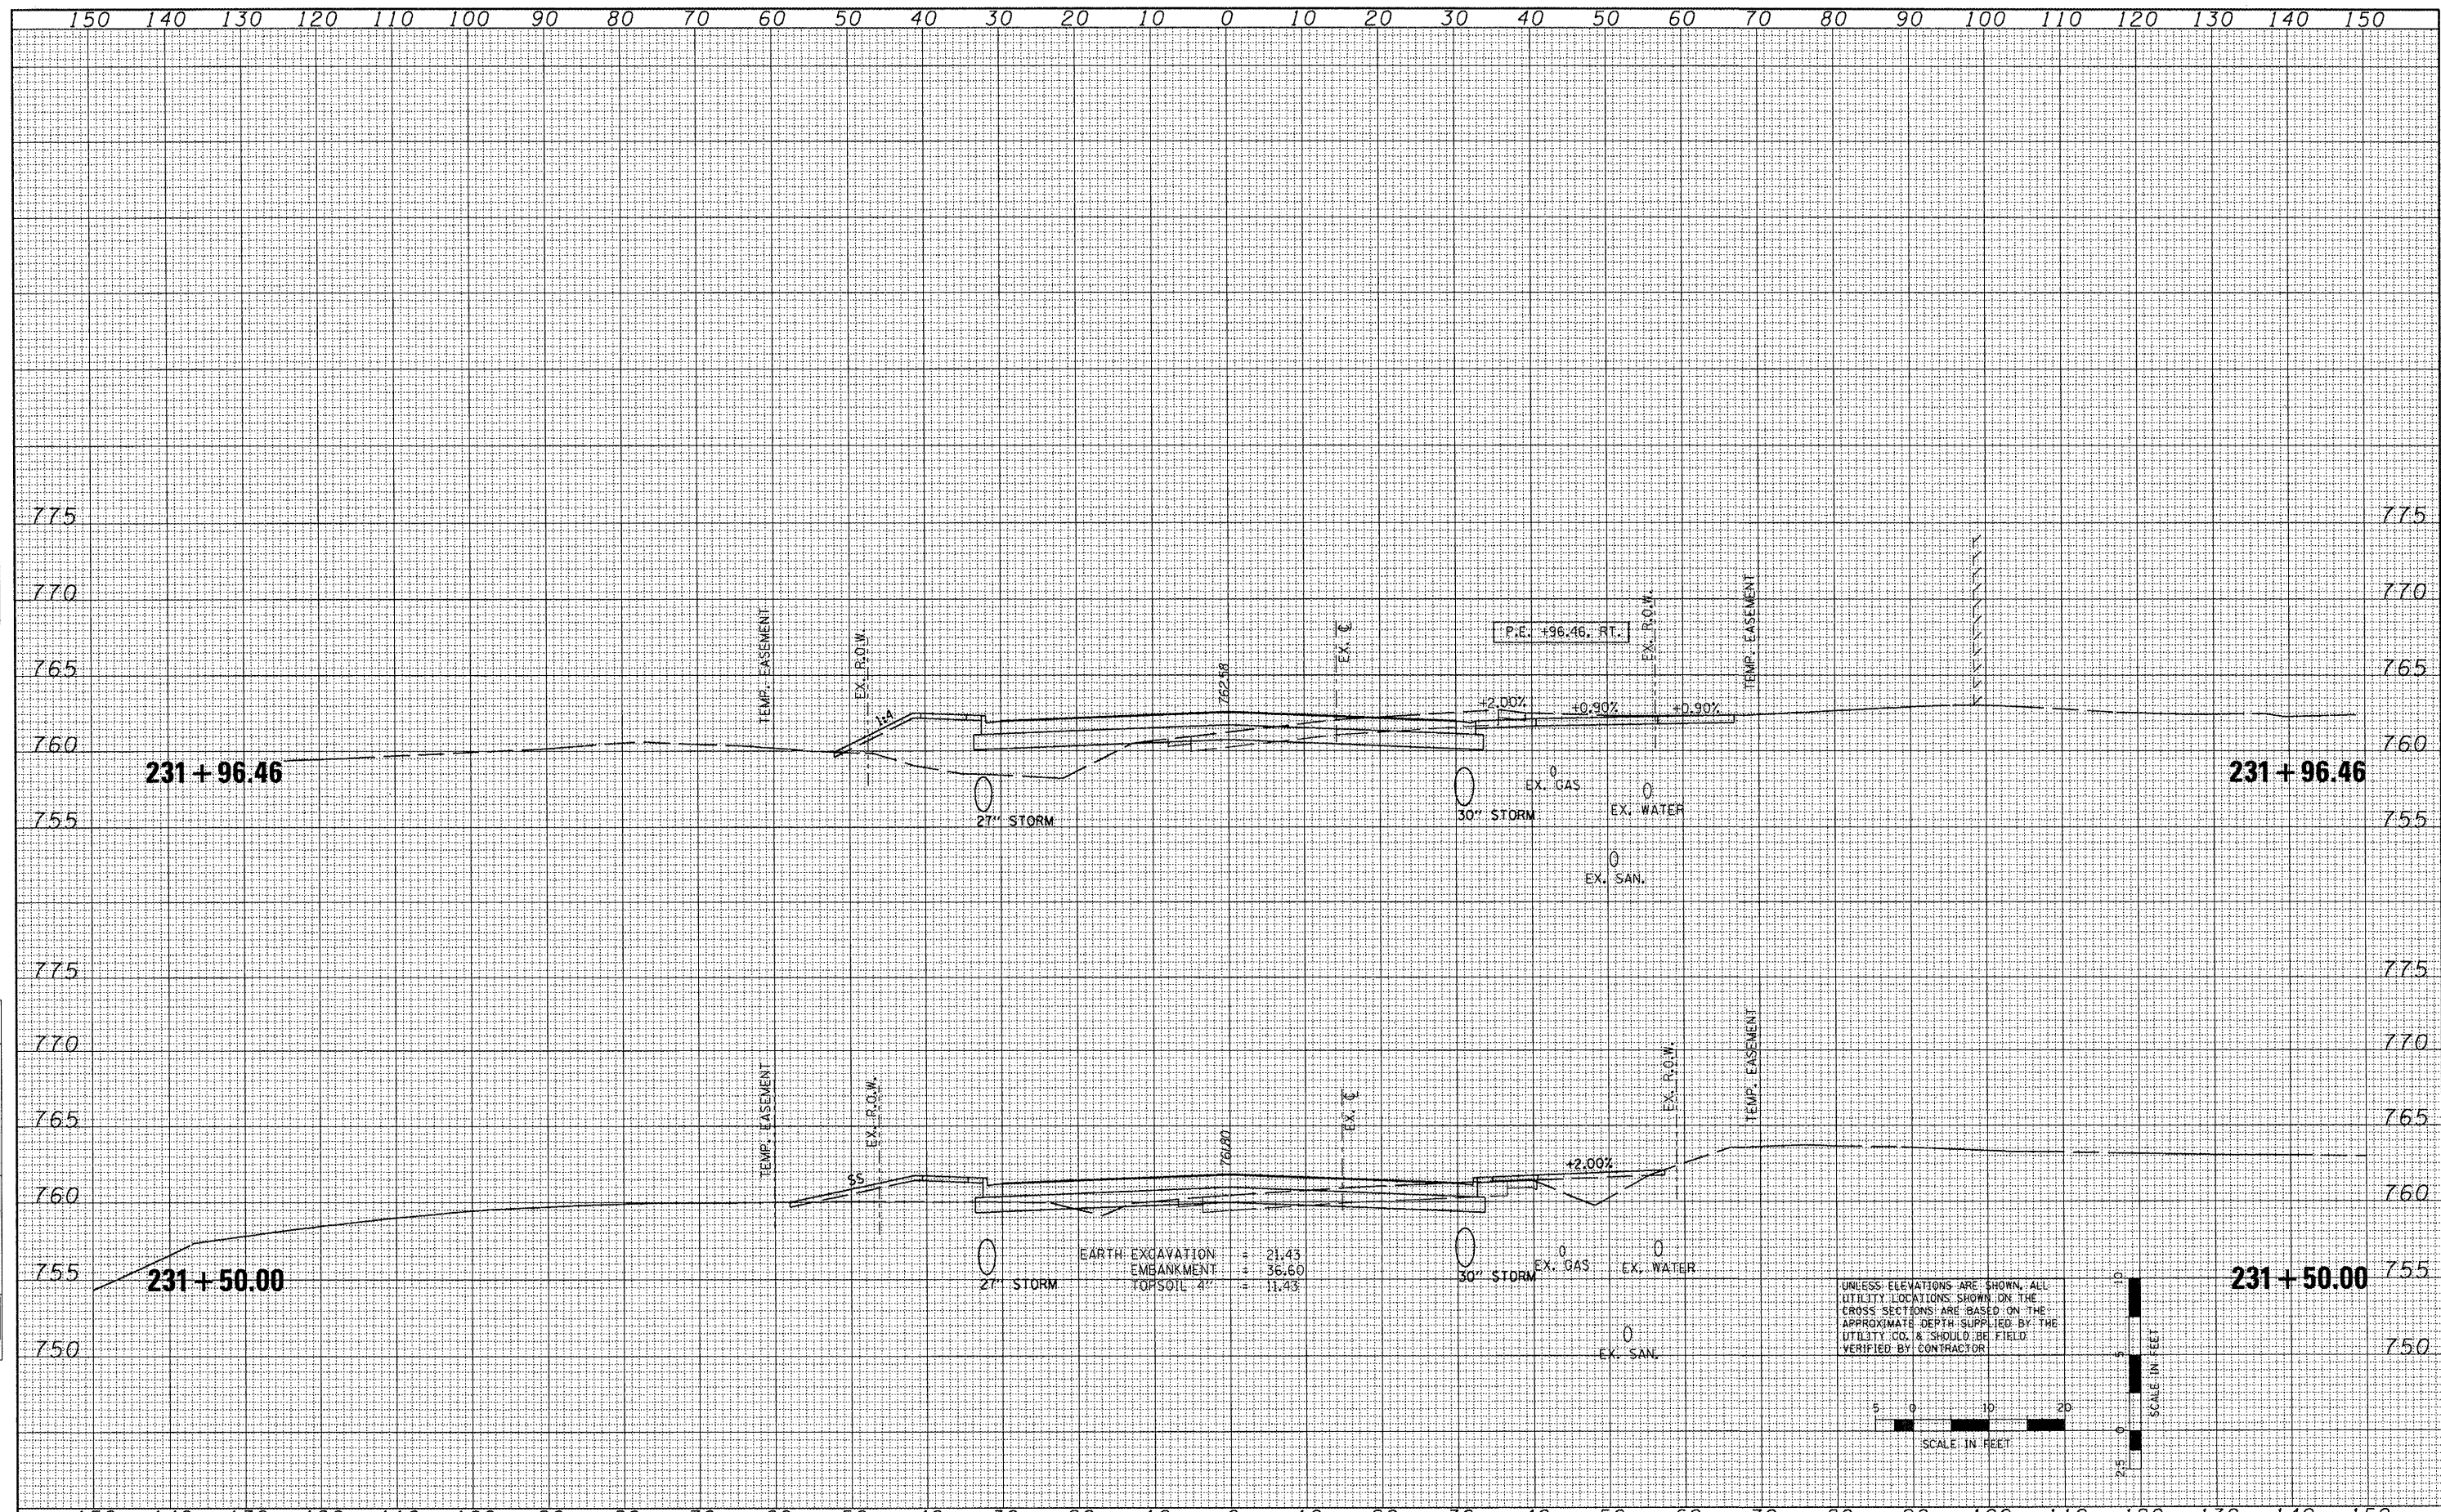 150 140 130 120 110 100 90 80 70 60 50 40 30 20 10 0 10 20 30 40 50 60 70 80 90 100 110 120 130 140 150
775 775
770 770
TEMP. EASEMENT
EX. R.O.W.
765 765
762.58
EX. ℄
P.E. +96.46, RT.
EX. R.O.W.
TEMP. EASEMENT
1:4
+2.00%
+0.90%
+0.90%
760 760
231+96.46 231+96.46
27" STORM
30" STORM
EX. GAS
EX. WATER
755 755
EX. SAN.
775 775
770 770
TEMP. EASEMENT
EX. R.O.W.
765 765
761.80
EX. ℄
EX. R.O.W.
TEMP. EASEMENT
SS
+2.00%
760 760
EARTH EXCAVATION = 21.43
EMBANKMENT = 36.60
TOPSOIL 4" = 11.43
27" STORM
30" STORM
EX. GAS
EX. WATER
755 755
231+50.00 231+50.00
EX. SAN.
750 750
UNLESS ELEVATIONS ARE SHOWN, ALL
UTILITY LOCATIONS SHOWN ON THE
CROSS SECTIONS ARE BASED ON THE
APPROXIMATE DEPTH SUPPLIED BY THE
UTILITY CO. & SHOULD BE FIELD
VERIFIED BY CONTRACTOR
5 0 10 20
SCALE IN FEET
10
5
0
2.5
SCALE IN FEET